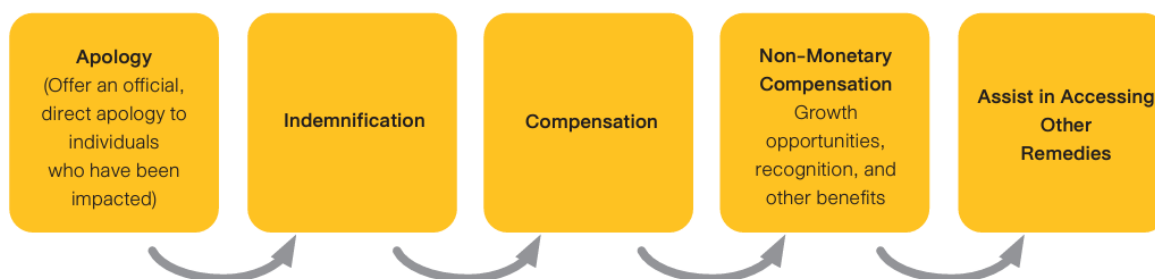 Apology
(Offer an official,
direct apology to
individuals
who have been
impacted)
Indemnification
Compensation
Non-Monetary
Compensation
Growth
opportunities,
recognition, and
other benefits
Assist in Accessing
Other
Remedies